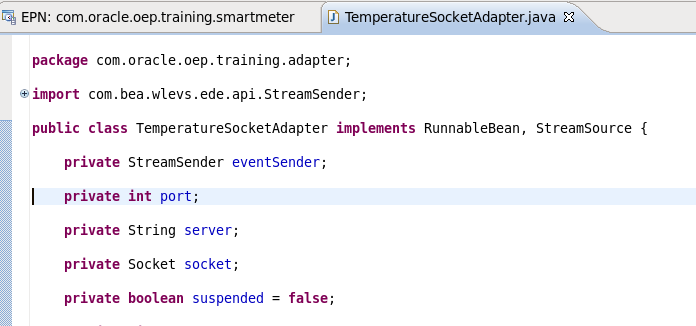 EPN: com.oracle.oep.training.smartmeter TemperatureSocketAdapter.java
package com.oracle.oep.training.adapter;
import com.bea.wlevs.ede.api.StreamSender;
public class TemperatureSocketAdapter implements RunnableBean, StreamSource {
private StreamSender eventSender;
private int port;
private String server;
private Socket socket;
private boolean suspended = false;